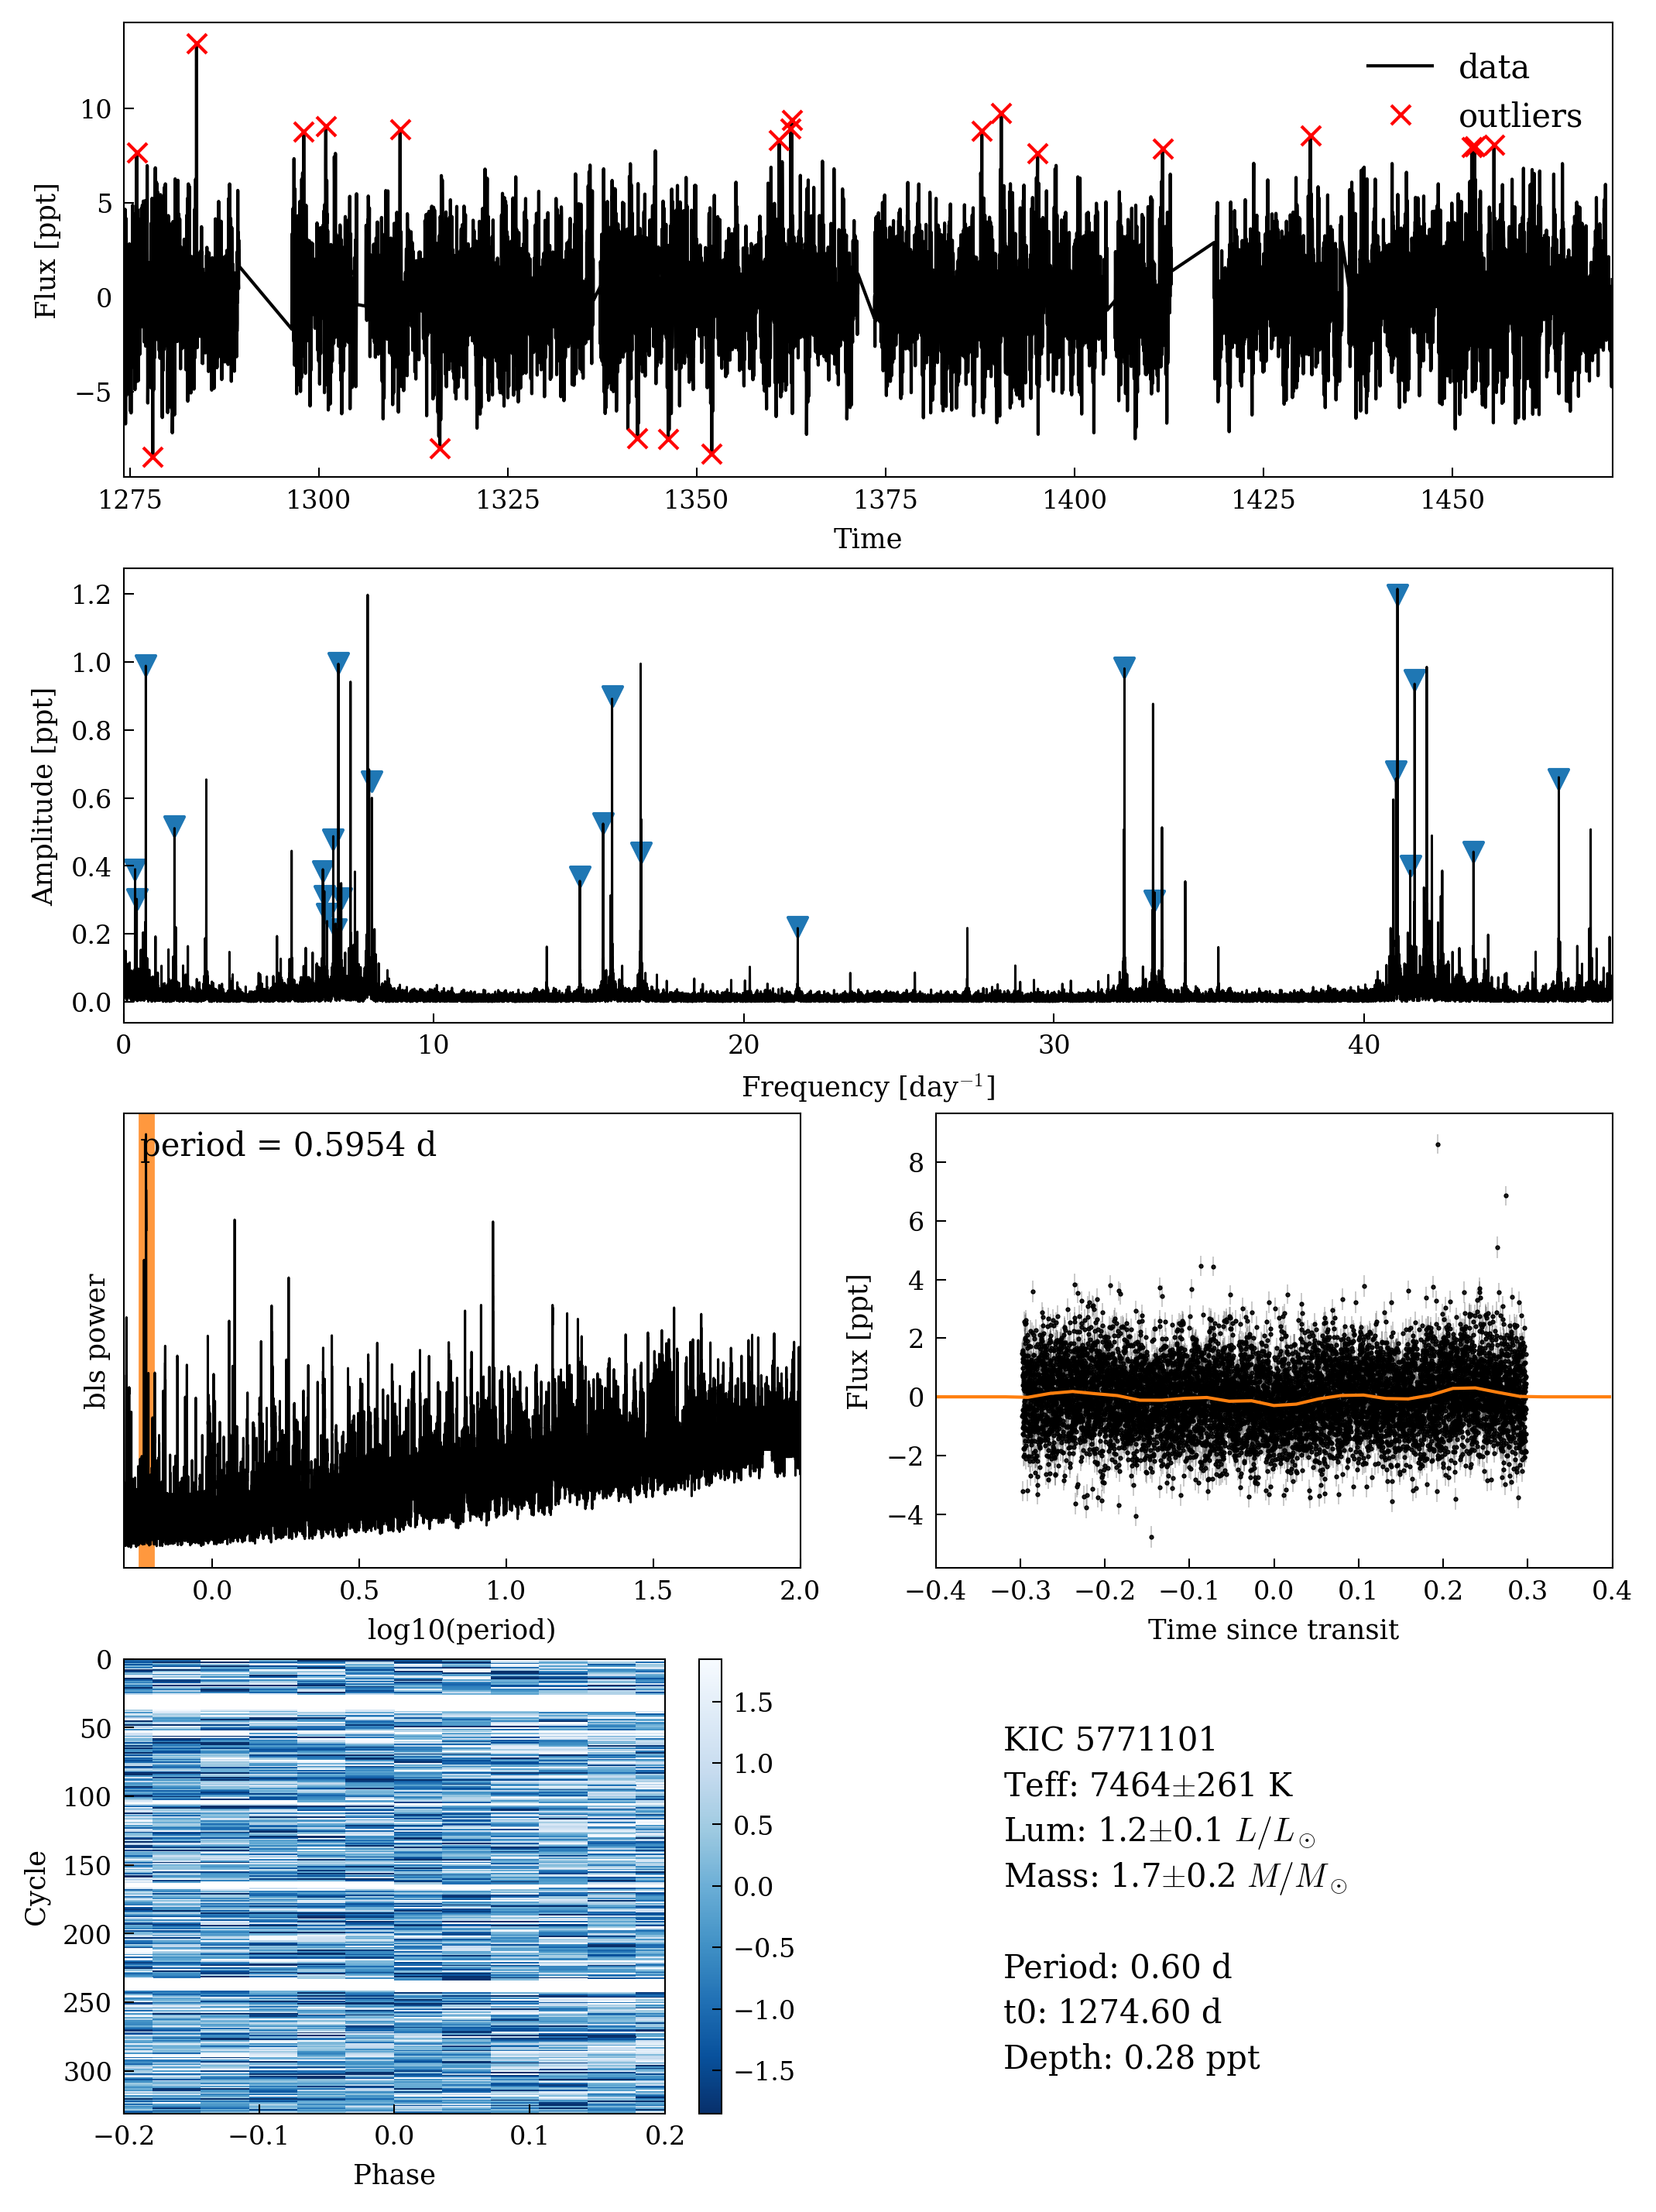 data
outliers
10
5
0
−5
Flux [ppt]
1275 1300 1325 1350 1375 1400 1425 1450
Time
1.2
1.0
0.8
0.6
0.4
0.2
0.0
Amplitude [ppt]
0 10 20 30 40
Frequency [day⁻¹]
period = 0.5954 d
bls power
0.0 0.5 1.0 1.5 2.0
log10(period)
8
6
4
2
0
−2
−4
Flux [ppt]
−0.4 −0.3 −0.2 −0.1 0.0 0.1 0.2 0.3 0.4
Time since transit
0
50
100
150
200
250
300
Cycle
−0.2 −0.1 0.0 0.1 0.2
Phase
1.5
1.0
0.5
0.0
−0.5
−1.0
−1.5
KIC 5771101
Teff: 7464±261 K
Lum: 1.2±0.1 L/L⊙
Mass: 1.7±0.2 M/M⊙
Period: 0.60 d
t0: 1274.60 d
Depth: 0.28 ppt